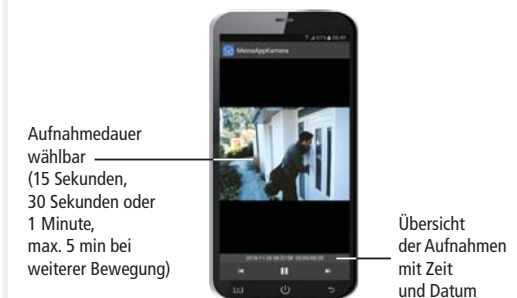 MeineAppKamera
Aufnahmedauer
wählbar
(15 Sekunden,
30 Sekunden oder
1 Minute,
max. 5 min bei
weiterer Bewegung)
Übersicht
der Aufnahmen
mit Zeit
und Datum